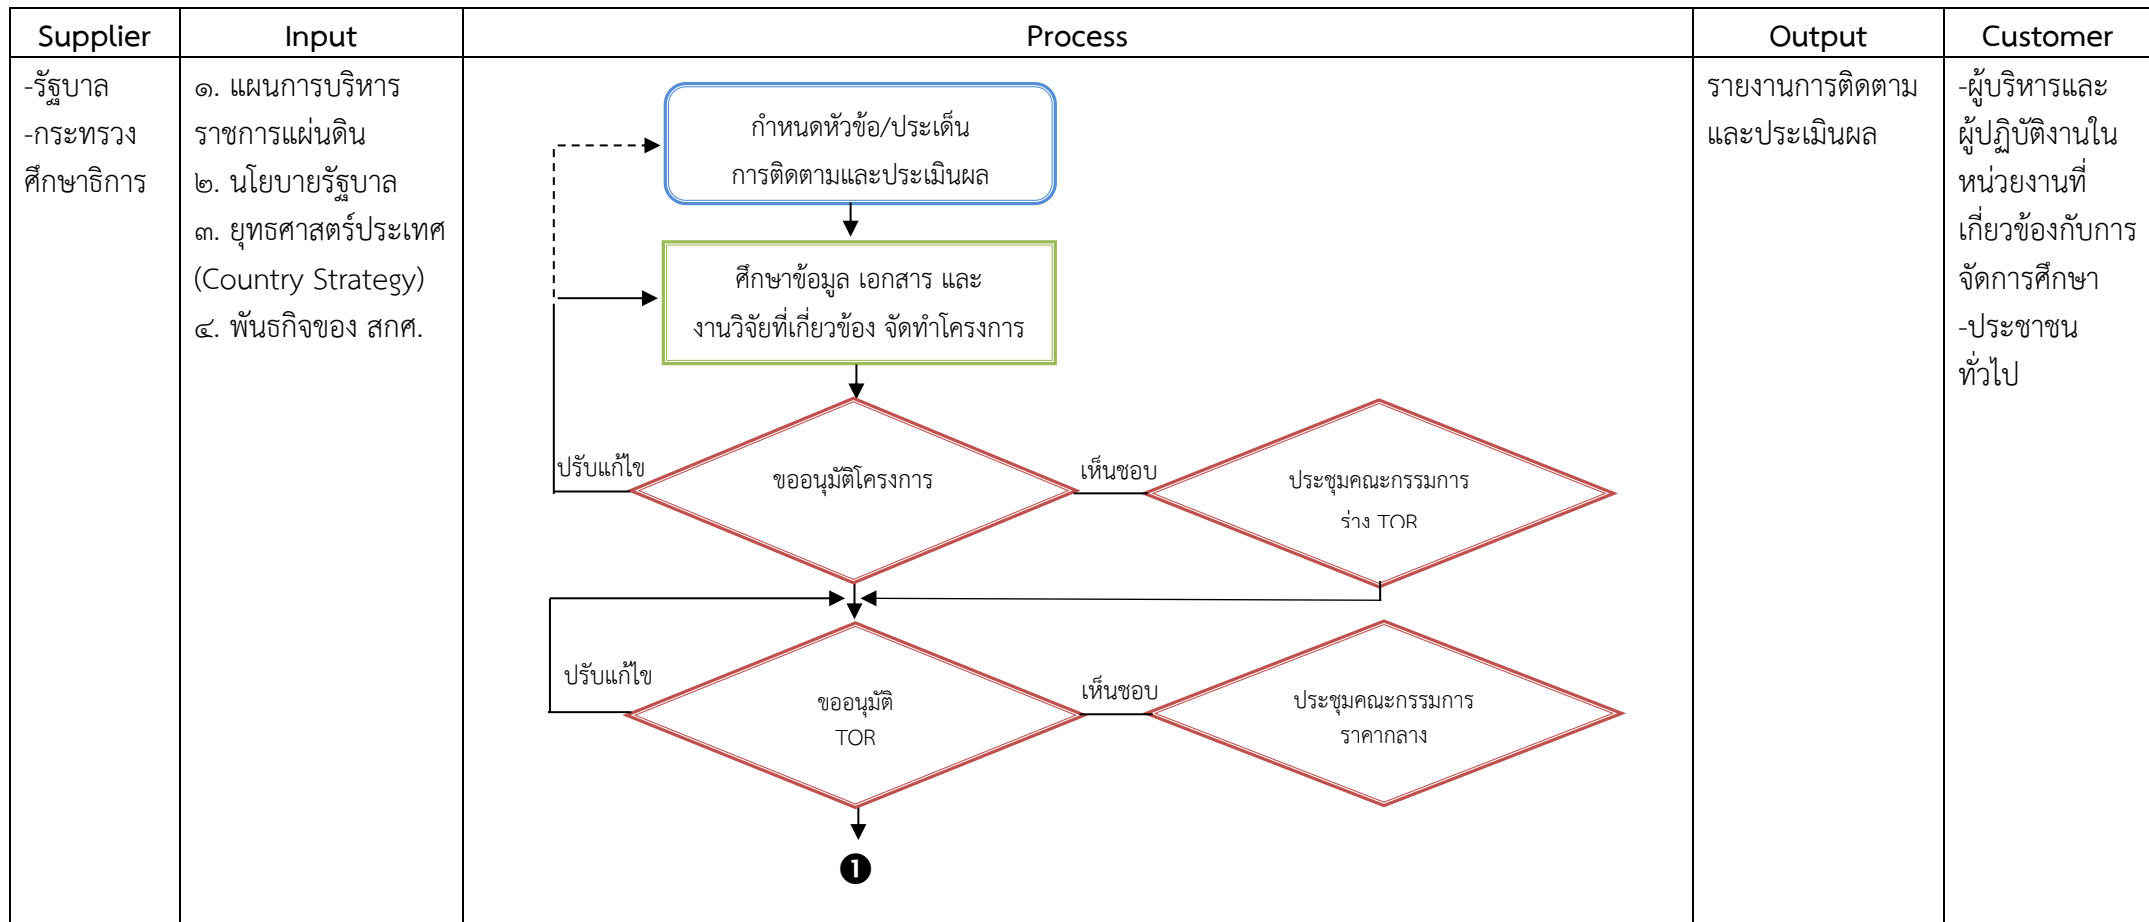 Supplier Input Process Output Customer
-รัฐบาล
-กระทรวง
ศึกษาธิการ
๑. แผนการบริหาร
ราชการแผ่นดิน
๒. นโยบายรัฐบาล
๓. ยุทธศาสตร์ประเทศ
(Country Strategy)
๔. พันธกิจของ สกศ.
กำหนดหัวข้อ/ประเด็น
การติดตามและประเมินผล
ศึกษาข้อมูล เอกสาร และ
งานวิจัยที่เกี่ยวข้อง จัดทำโครงการ
ปรับแก้ไข
ขออนุมัติโครงการ
เห็นชอบ
ประชุมคณะกรรมการ
ร่าง TOR
ปรับแก้ไข
ขออนุมัติ
TOR
เห็นชอบ
ประชุมคณะกรรมการ
ราคากลาง
❶
รายงานการติดตาม
และประเมินผล
-ผู้บริหารและ
ผู้ปฏิบัติงานใน
หน่วยงานที่
เกี่ยวข้องกับการ
จัดการศึกษา
-ประชาชน
ทั่วไป